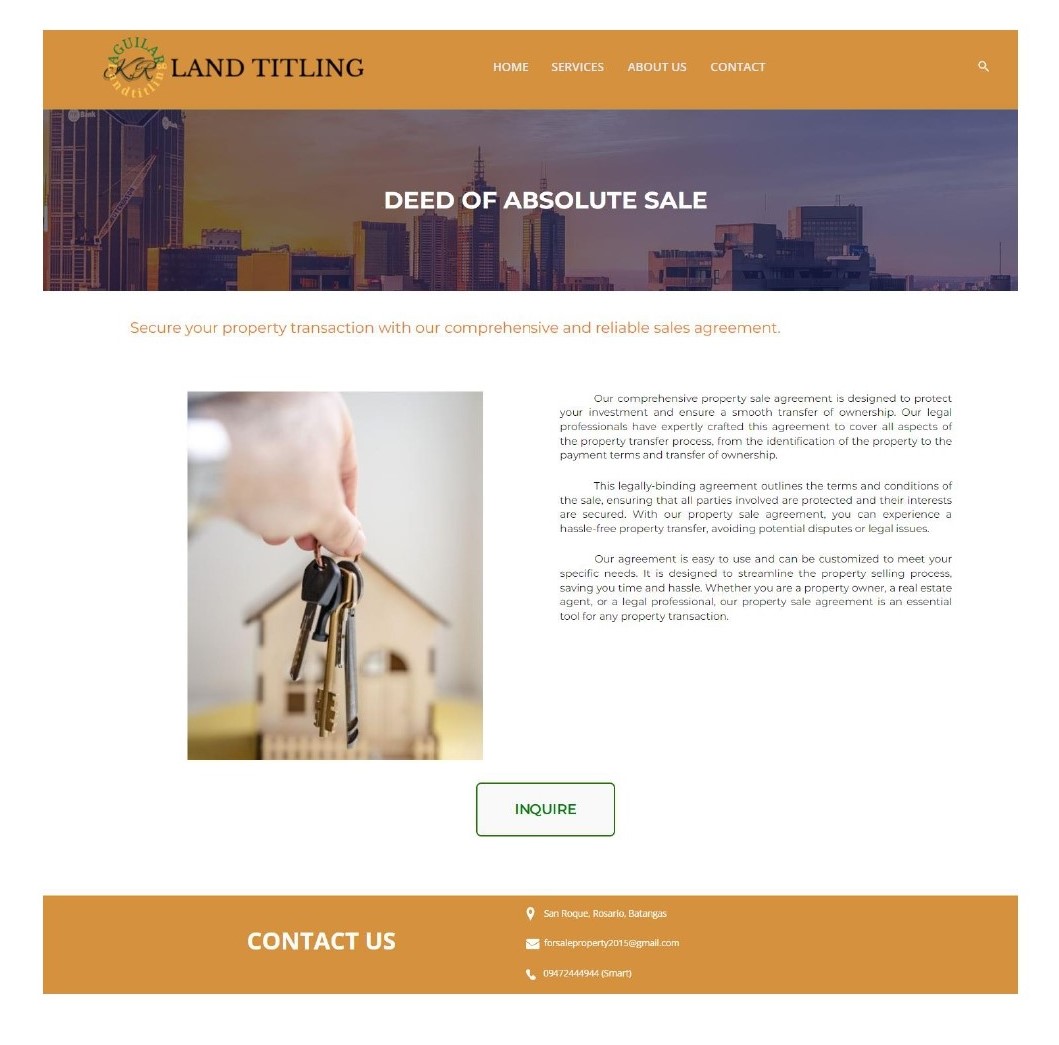 AGUILAR
KR
landtitling
LAND TITLING
HOME SERVICES ABOUT US CONTACT
Bank
DEED OF ABSOLUTE SALE
Secure your property transaction with our comprehensive and reliable sales agreement.
Our comprehensive property sale agreement is designed to protect
your investment and ensure a smooth transfer of ownership. Our legal
professionals have expertly crafted this agreement to cover all aspects of
the property transfer process, from the identification of the property to the
payment terms and transfer of ownership.
This legally-binding agreement outlines the terms and conditions of
the sale, ensuring that all parties involved are protected and their interests
are secured. With our property sale agreement, you can experience a
hassle-free property transfer, avoiding potential disputes or legal issues.
Our agreement is easy to use and can be customized to meet your
specific needs. It is designed to streamline the property selling process,
saving you time and hassle. Whether you are a property owner, a real estate
agent, or a legal professional, our property sale agreement is an essential
tool for any property transaction.
INQUIRE
CONTACT US
San Roque, Rosario, Batangas
forsaleproperty2015@gmail.com
09472444944 (Smart)